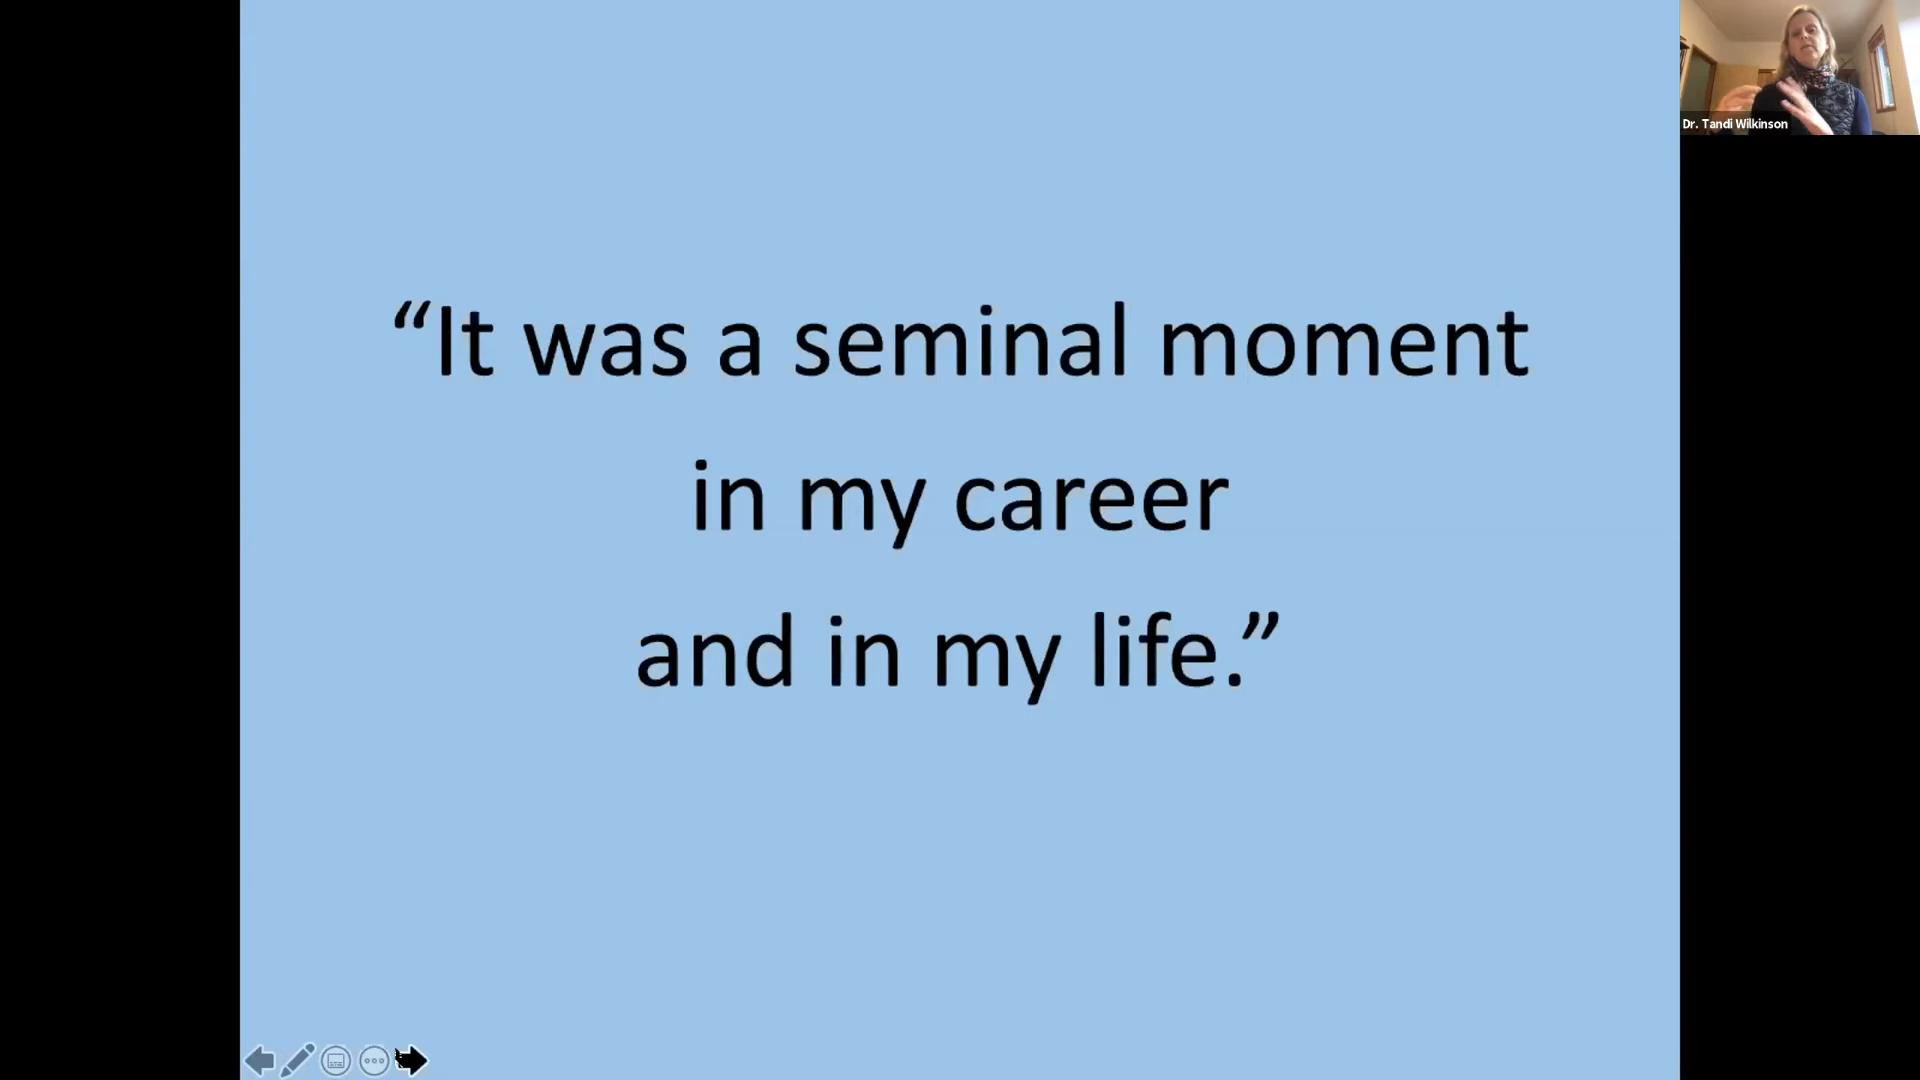 “It was a seminal moment
in my career
and in my life.”
Dr. Tandi Wilkinson